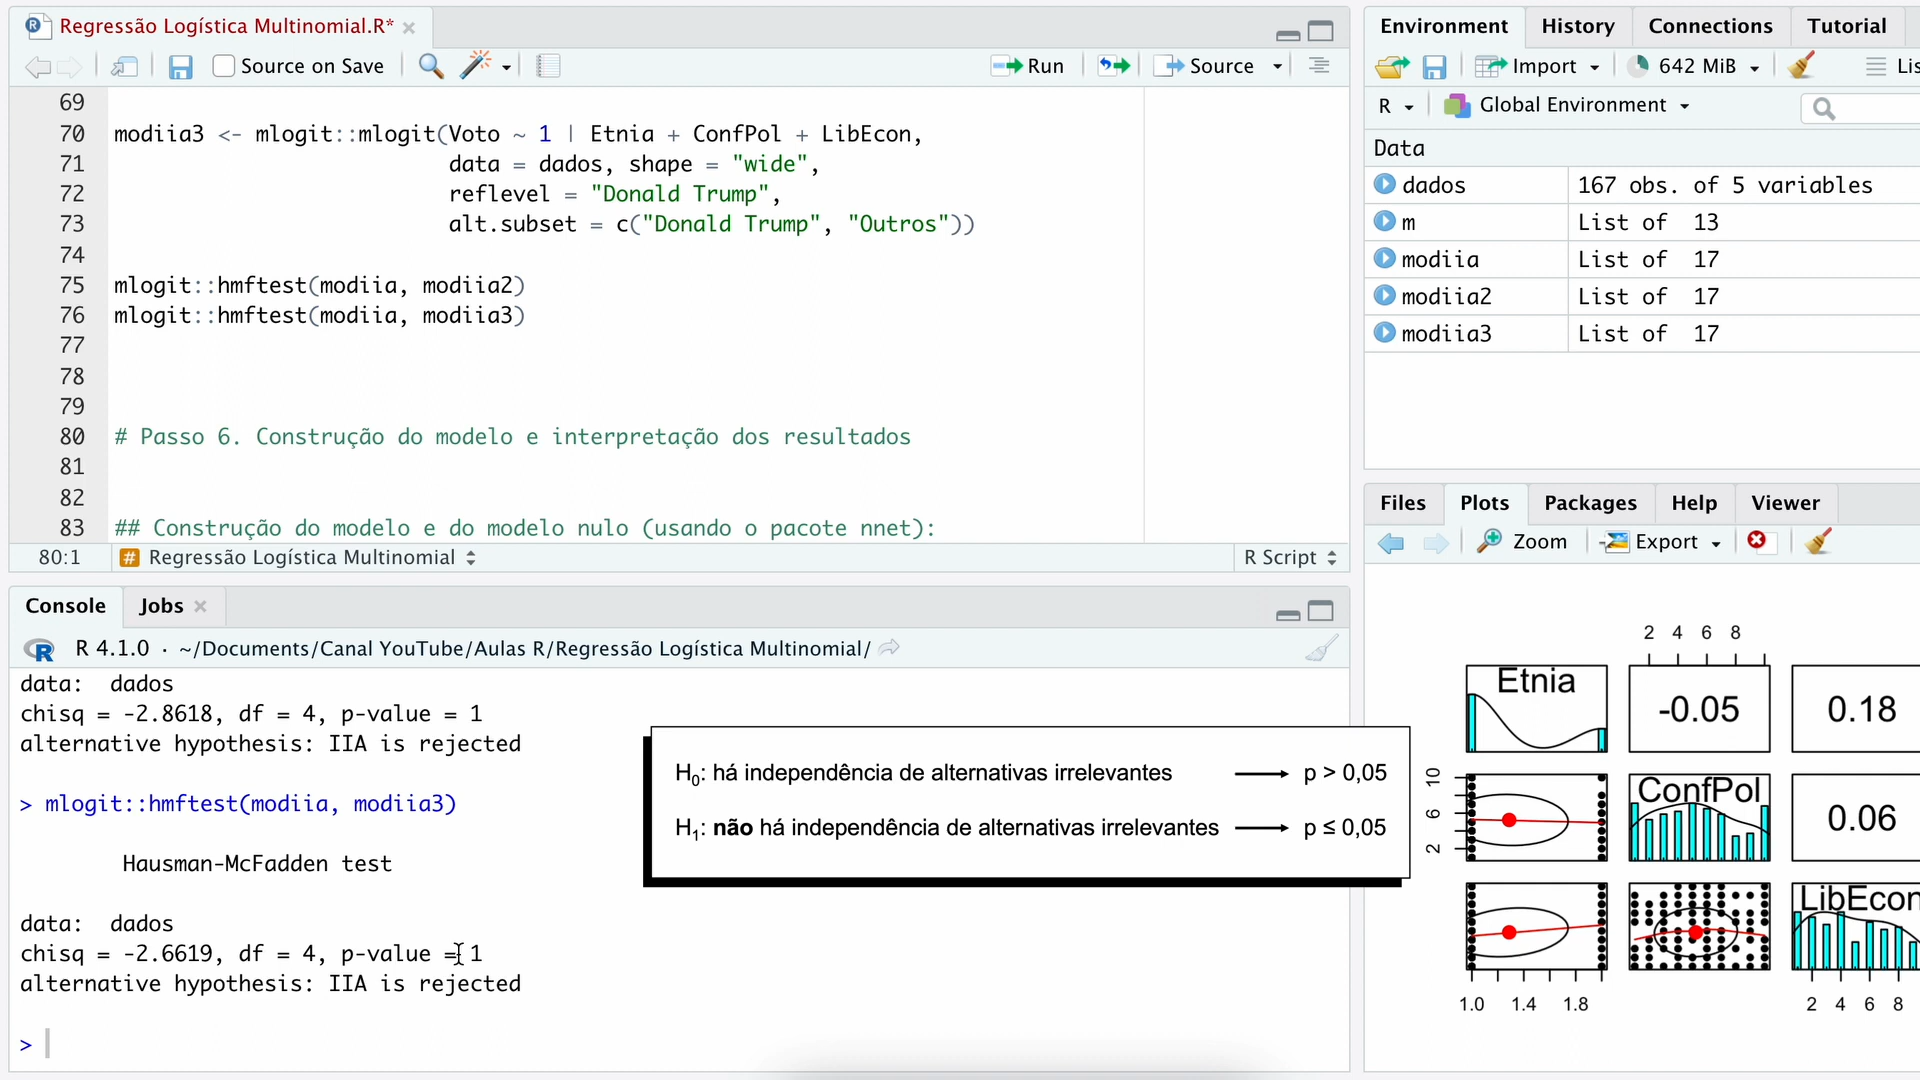 Regressão Logística Multinomial.R*
Source on Save
Run
Source
69
70 modiia3 <- mlogit::mlogit(Voto ~ 1 | Etnia + ConfPol + LibEcon,
71 data = dados, shape = "wide",
72 reflevel = "Donald Trump",
73 alt.subset = c("Donald Trump", "Outros"))
74
75 mlogit::hmftest(modiia, modiia2)
76 mlogit::hmftest(modiia, modiia3)
77
78
79
80 # Passo 6. Construção do modelo e interpretação dos resultados
81
82
83 ## Construção do modelo e do modelo nulo (usando o pacote nnet):
80:1 # Regressão Logística Multinomial R Script
Console Jobs
R 4.1.0 · ~/Documents/Canal YouTube/Aulas R/Regressão Logística Multinomial/
data: dados
chisq = -2.8618, df = 4, p-value = 1
alternative hypothesis: IIA is rejected
> mlogit::hmftest(modiia, modiia3)
Hausman-McFadden test
data: dados
chisq = -2.6619, df = 4, p-value = 1
alternative hypothesis: IIA is rejected
>
H0: há independência de alternativas irrelevantes p > 0,05
H1: não há independência de alternativas irrelevantes p ≤ 0,05
Environment History Connections Tutorial
Import 642 MiB
R Global Environment
Data
dados 167 obs. of 5 variables
m List of 13
modiia List of 17
modiia2 List of 17
modiia3 List of 17
Files Plots Packages Help Viewer
Zoom Export
2 4 6 8
Etnia -0.05 0.18
2 6 10
ConfPol 0.06
LibEcon
1.0 1.4 1.8 2 4 6 8